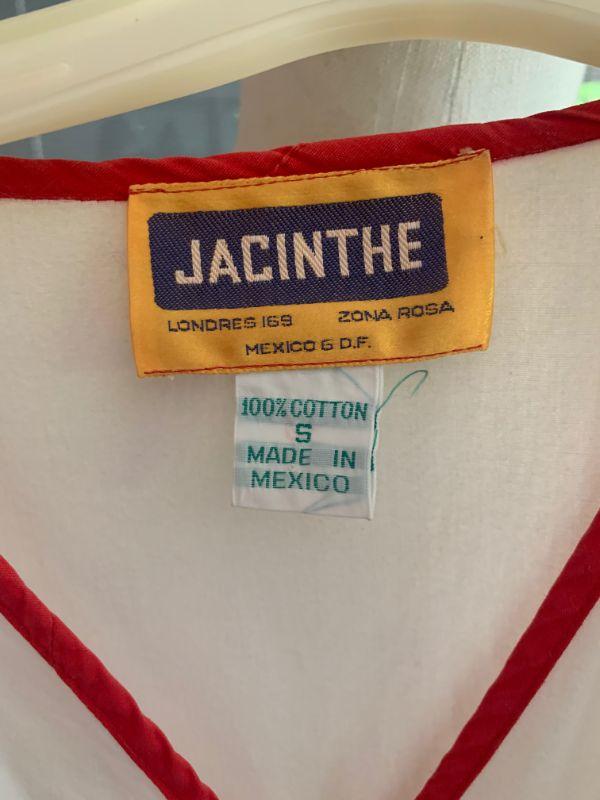 JACINTHE
LONDRES 169 ZONA ROSA
MEXICO 6 D.F.
100% COTTON
S
MADE IN
MEXICO